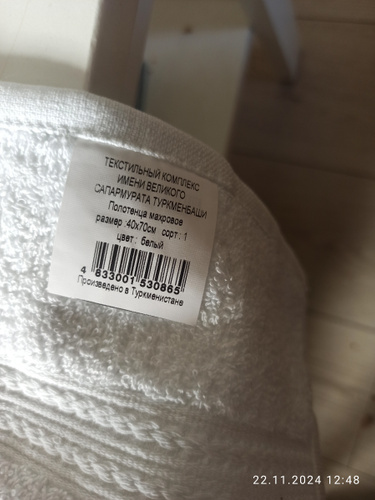 ТЕКСТИЛЬНЫЙ КОМПЛЕКС
ИМЕНИ ВЕЛИКОГО
САПАРМУРАТА ТУРКМЕНБАШИ
Полотенца махровое
размер :40x70см сорт : 1
цвет : белый
4 833001 530865
Произведено в Туркменистане
22.11.2024 12:48